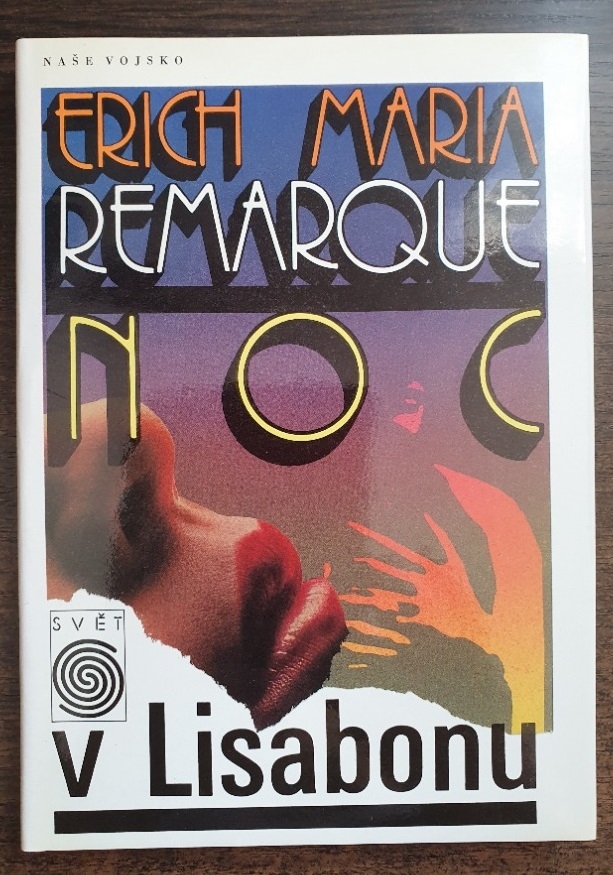 NAŠE VOJSKO
ERICH MARIA
REMARQUE
NOC
SVĚT
v Lisabonu